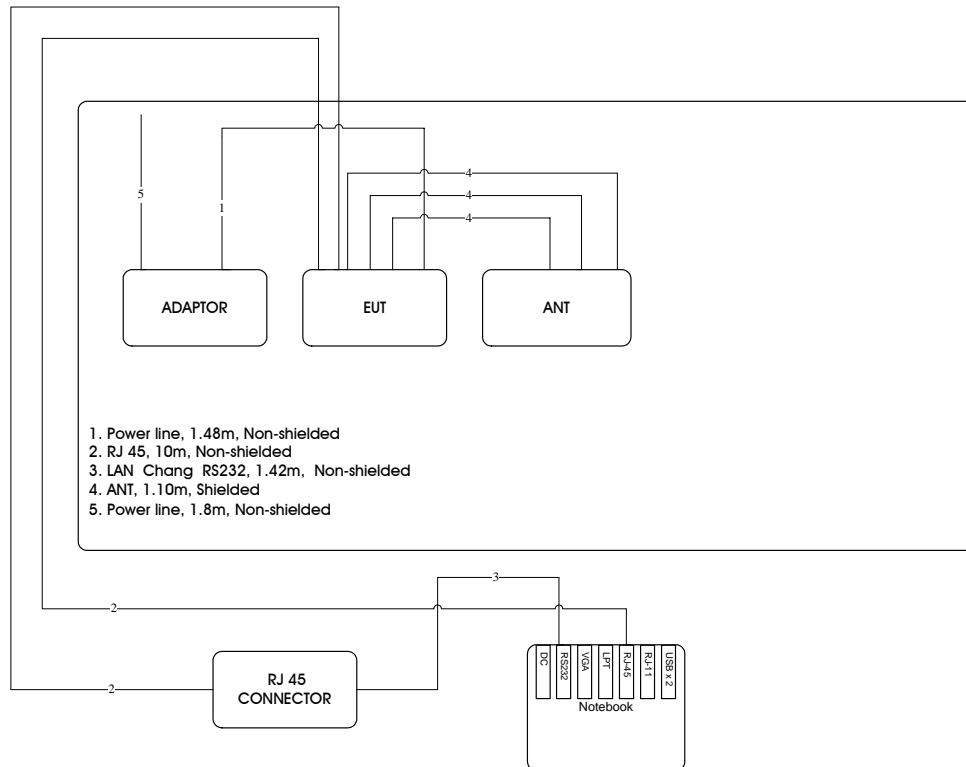 5
1
4
4
4
ADAPTOR
EUT
ANT
1. Power line, 1.48m, Non-shielded
2. RJ 45, 10m, Non-shielded
3. LAN Chang RS232, 1.42m, Non-shielded
4. ANT, 1.10m, Shielded
5. Power line, 1.8m, Non-shielded
3
2
2
RJ 45
CONNECTOR
DC
RS232
VGA
LPT
RJ-45
RJ-11
USB x 2
Notebook